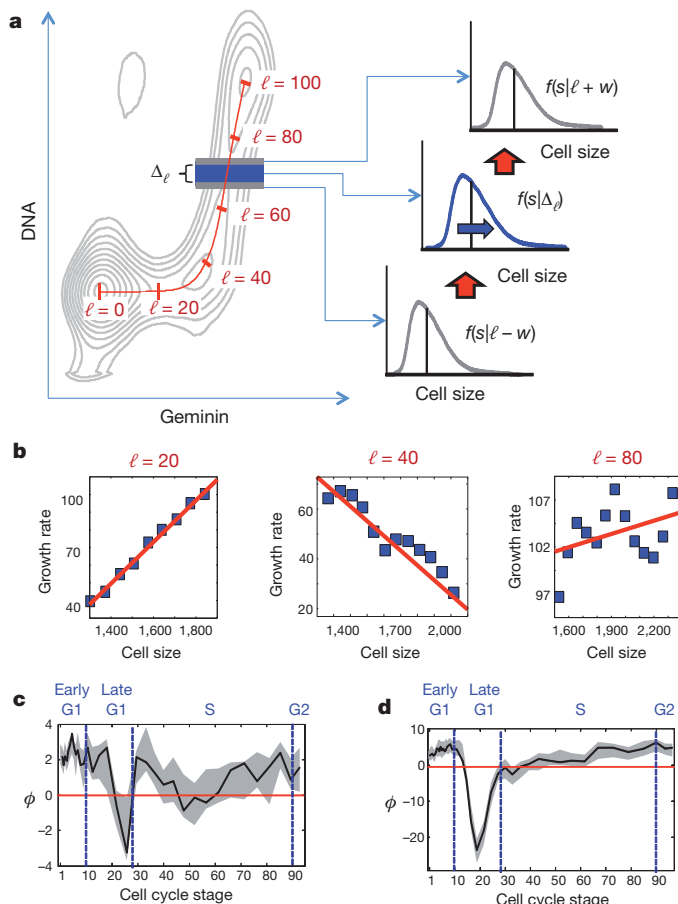 a
DNA
Geminin
ℓ = 0
ℓ = 20
ℓ = 40
ℓ = 60
ℓ = 80
ℓ = 100
Δℓ
f(s|ℓ + w)
Cell size
f(s|Δℓ)
Cell size
f(s|ℓ – w)
Cell size
b
ℓ = 20
Growth rate
100
70
40
1,400 1,600 1,800
Cell size
ℓ = 40
Growth rate
60
40
20
1,400 1,700 2,000
Cell size
ℓ = 80
Growth rate
107
102
97
1,600 1,900 2,200
Cell size
c
Early G1
Late G1
S
G2
ϕ
4
2
0
–2
–4
1 10 20 30 40 50 60 70 80 90
Cell cycle stage
d
Early G1
Late G1
S
G2
ϕ
10
5
0
–10
–20
1 10 20 30 40 50 60 70 80 90
Cell cycle stage